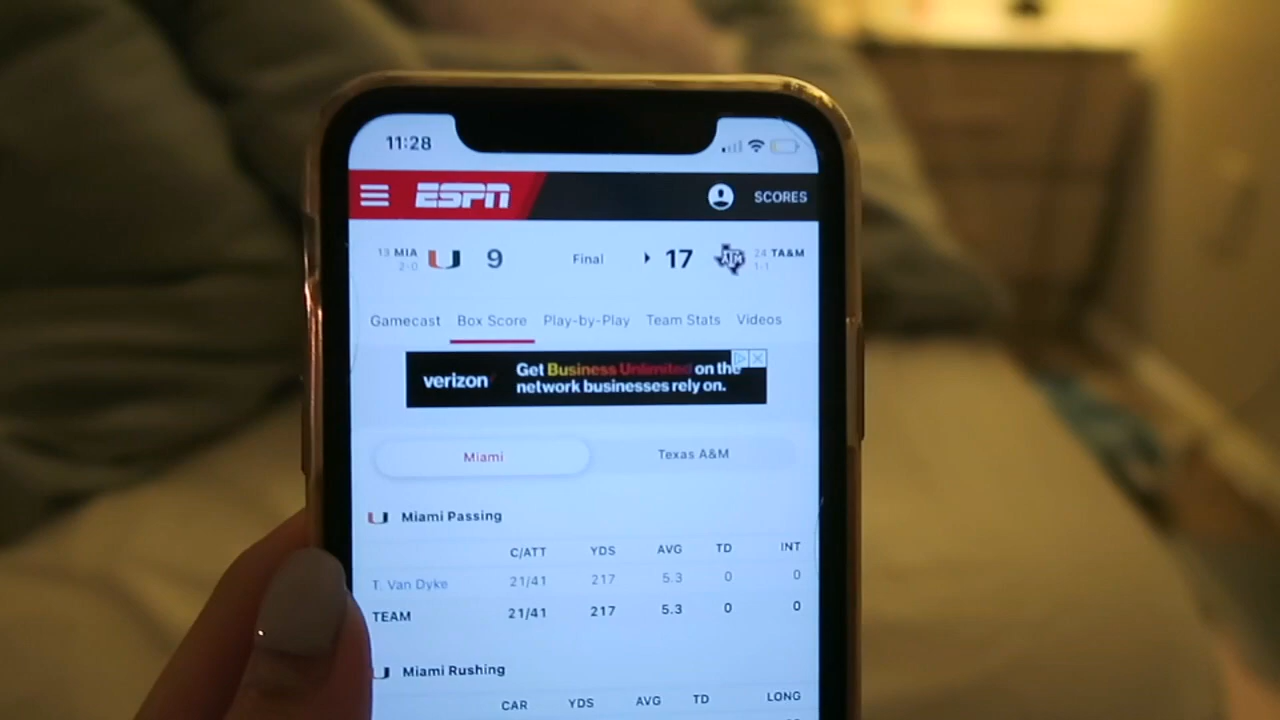 11:28
ESPN SCORES
13 MIA 9 Final 17 24 TA&M
2-0 1-1
Gamecast Box Score Play-by-Play Team Stats Videos
verizon Get Business Unlimited on the
network businesses rely on.
Miami Texas A&M
Miami Passing
C/ATT YDS AVG TD INT
T. Van Dyke 21/41 217 5.3 0 0
TEAM 21/41 217 5.3 0 0
Miami Rushing
CAR YDS AVG TD LONG